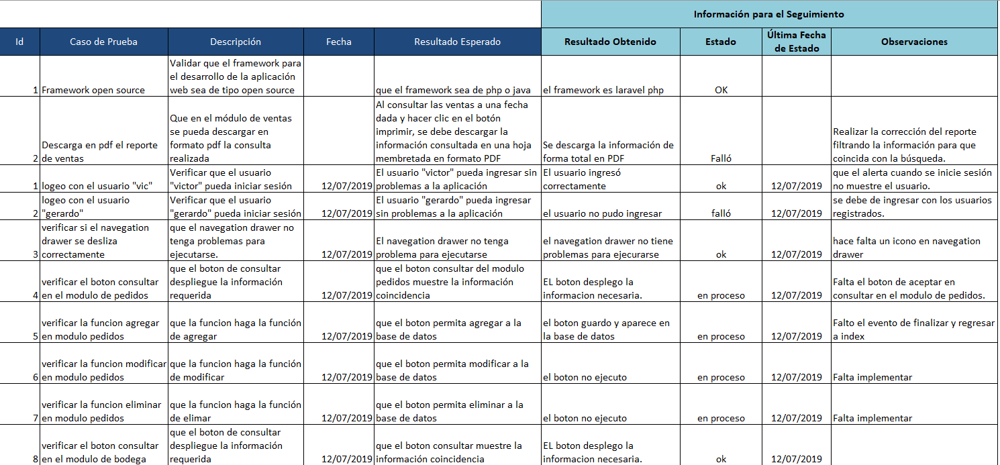 Información para el Seguimiento
Id
Caso de Prueba
Descripción
Fecha
Resultado Esperado
Resultado Obtenido
Estado
Última Fecha
de Estado
Observaciones
1
Framework open source
Validar que el framework para
el desarrollo de la aplicación
web sea de tipo open source
que el framework sea de php o java
el framework es laravel php
OK
2
Descarga en pdf el reporte
de ventas
Que en el módulo de ventas
se pueda descargar en
formato pdf la consulta
realizada
Al consultar las ventas a una fecha
dada y hacer clic en el botón
imprimir, se debe descargar la
información consultada en una hoja
membretada en formato PDF
Se descarga la información de
forma total en PDF
Falló
Realizar la corrección del reporte
filtrando la información para que
coincida con la búsqueda.
1
logeo con el usuario "vic"
Verificar que el usuario
"victor" pueda iniciar sesión
12/07/2019
El usuario "victor" pueda ingresar sin
problemas a la aplicación
El usuario ingresó
correctamente
ok
12/07/2019
que el alerta cuando se inicie sesión
no muestre el usuario.
2
logeo con el usuario
"gerardo"
Verificar que el usuario
"gerardo" pueda iniciar sesión
12/07/2019
El usuario "gerardo" pueda ingresar
sin problemas a la aplicación
el usuario no pudo ingresar
falló
12/07/2019
se debe de ingresar con los usuarios
registrados.
3
verificar si el navegation
drawer se desliza
correctamente
que el navegation drawer no
tenga problemas para
ejecutarse.
12/07/2019
El navegation drawer no tenga
problema para ejecutarse
el navegation drawer no tiene
problemas para ejecurarse
ok
12/07/2019
hace falta un icono en navegation
drawer
4
verificar el boton consultar
en el modulo de pedidos
que el boton de consultar
despliegue la información
requerida
12/07/2019
que el boton consultar del modulo
pedidos muestre la información
coincidencia
EL boton desplego la
informacion necesaria.
en proceso
12/07/2019
Falta el boton de aceptar en
consultar en el modulo de pedidos.
5
verificar la funcion agregar
en modulo pedidos
que la funcion haga la función
de agregar
12/07/2019
que el boton permita agregar a la
base de datos
el boton guardo y aparece en
la base de datos
en proceso
12/07/2019
Falto el evento de finalizar y regresar
a index
6
verificar la funcion modificar
en modulo pedidos
que la funcion haga la función
de modificar
12/07/2019
que el boton permita modificar a la
base de datos
el boton no ejecuto
en proceso
12/07/2019
Falta implementar
7
verificar la funcion eliminar
en modulo pedidos
que la funcion haga la función
de elimar
12/07/2019
que el boton permita eliminar a la
base de datos
el boton no ejecuto
en proceso
12/07/2019
Falta implementar
8
verificar el boton consultar
en el modulo de bodega
que el boton de consultar
despliegue la información
requerida
12/07/2019
que el boton consultar muestre la
información coincidencia
EL boton desplego la
informacion necesaria.
ok
12/07/2019